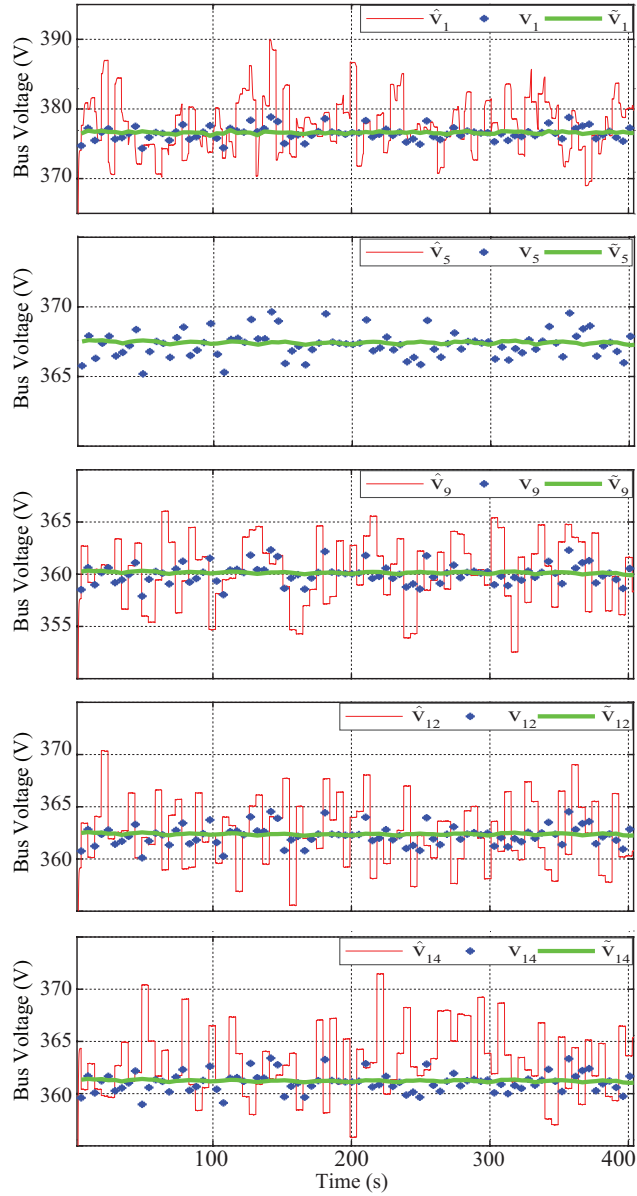 v̂₁ v₁ ṽ₁
Bus Voltage (V)
390
380
370
v̂₅ v₅ ṽ₅
Bus Voltage (V)
370
365
v̂₉ v₉ ṽ₉
Bus Voltage (V)
365
360
355
v̂₁₂ v₁₂ ṽ₁₂
Bus Voltage (V)
370
365
360
v̂₁₄ v₁₄ ṽ₁₄
Bus Voltage (V)
370
365
360
100 200 300 400
Time (s)